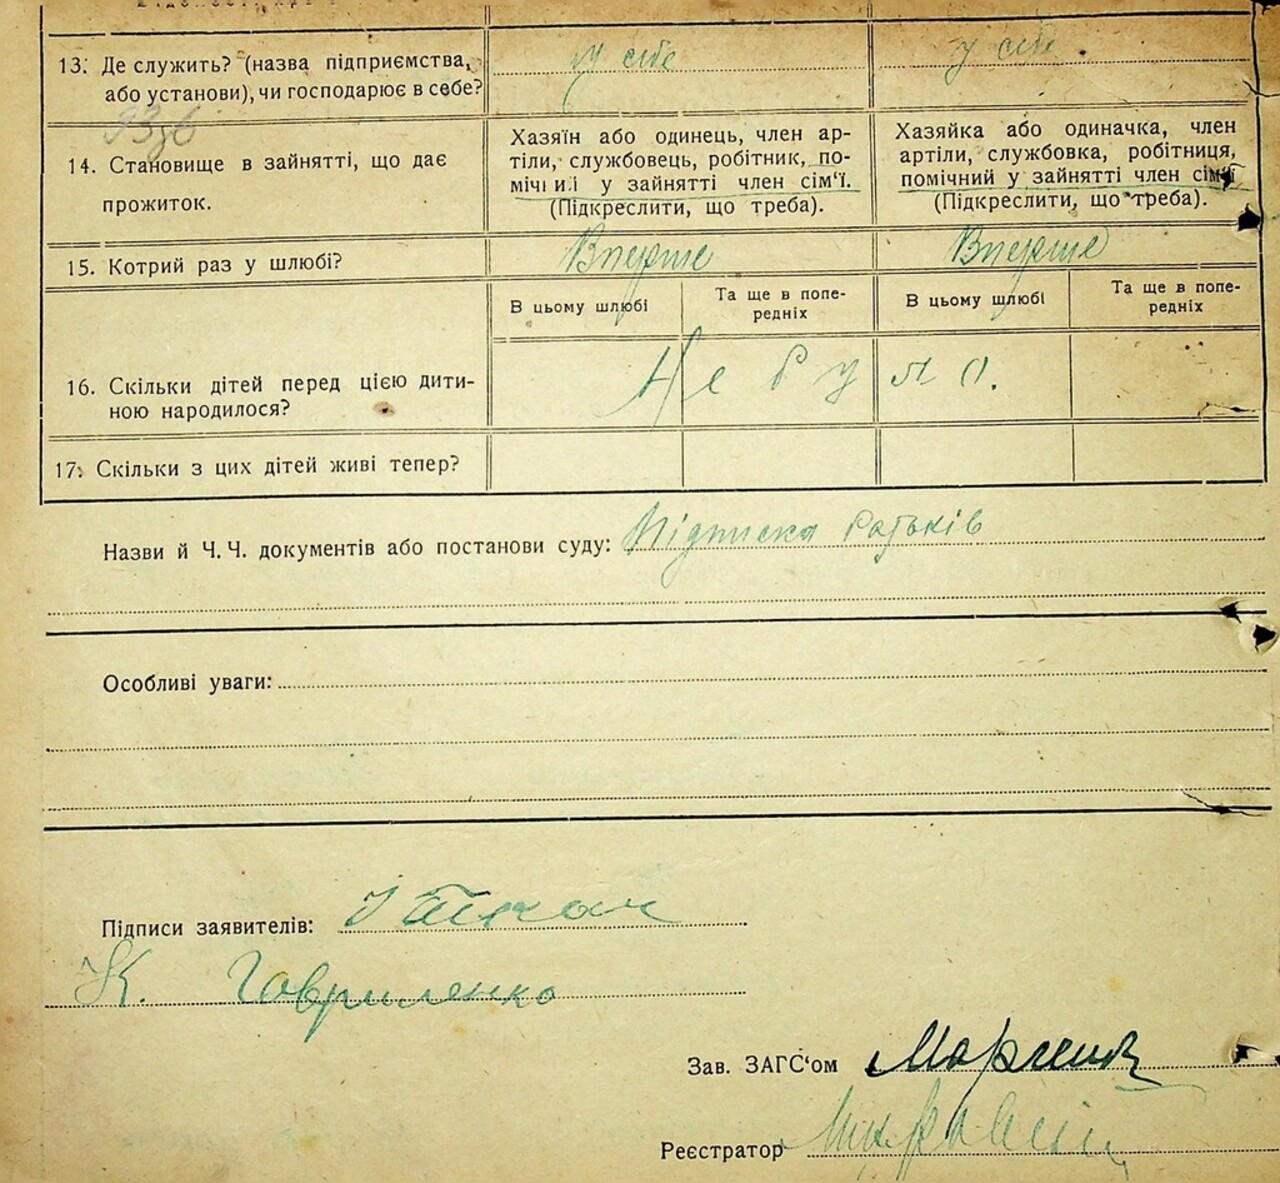 13. Де служить? (назва підприємства, або установи), чи господарює в себе?
у себе
у себе
14. Становище в зайнятті, що дає прожиток.
Хазяїн або одинець, член ар-
тіли, службовець, робітник, по-
мічний у зайнятті член сім‘ї.
(Підкреслити, що треба).
Хазяйка або одиначка, член
артіли, службовка, робітниця,
помічний у зайнятті член сім‘ї
(Підкреслити, що треба).
15. Котрий раз у шлюбі?
Вперше
Вперше
В цьому шлюбі
Та ще в попе-
редніх
В цьому шлюбі
Та ще в попе-
редніх
16. Скільки дітей перед цією дити-
ною народилося?
Не було.
17. Скільки з цих дітей живі тепер?
Назви й Ч. Ч. документів або постанови суду: Підписка батьків
Особливі уваги:
Підписи заявителів:
К. Гавриленко
Зав. ЗАГС‘ом
Реєстратор